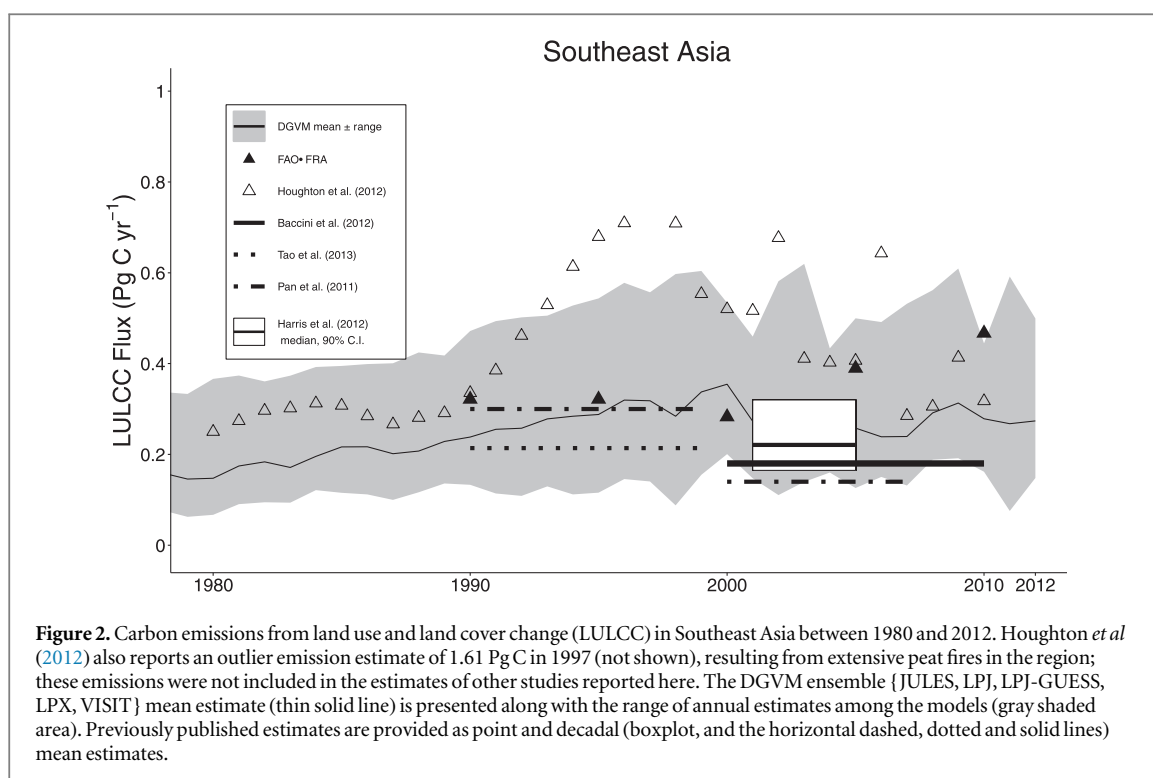 Southeast Asia
1
0.8
0.6
0.4
0.2
0
LULCC Flux (Pg C yr⁻¹)
DGVM mean ± range
FAO• FRA
Houghton et al. (2012)
Baccini et al. (2012)
Tao et al. (2013)
Pan et al. (2011)
Harris et al. (2012)
median, 90% C.I.
1980 1990 2000 2010 2012
Figure 2. Carbon emissions from land use and land cover change (LULCC) in Southeast Asia between 1980 and 2012. Houghton et al
(2012) also reports an outlier emission estimate of 1.61 Pg C in 1997 (not shown), resulting from extensive peat fires in the region;
these emissions were not included in the estimates of other studies reported here. The DGVM ensemble {JULES, LPJ, LPJ-GUESS,
LPX, VISIT} mean estimate (thin solid line) is presented along with the range of annual estimates among the models (gray shaded
area). Previously published estimates are provided as point and decadal (boxplot, and the horizontal dashed, dotted and solid lines)
mean estimates.